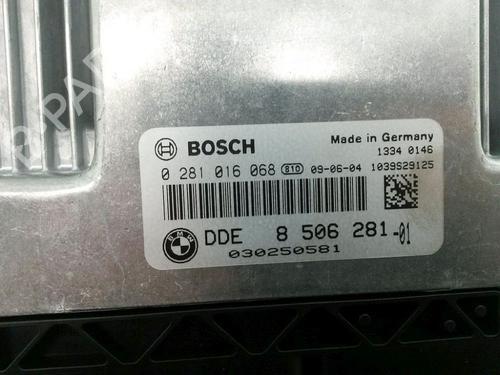 BOSCH
Made in Germany
1334 0146
0 281 016 068 810 09-06-04 1039S29125
BMW
DDE 8 506 281-01
030250581